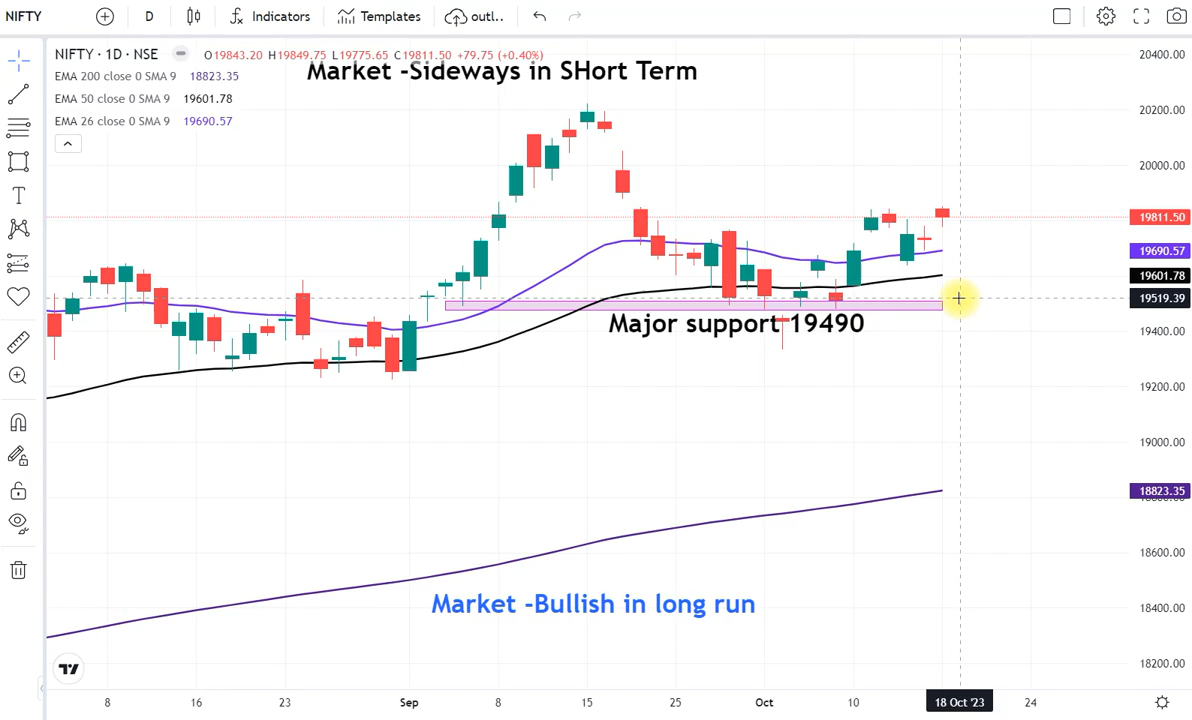 NIFTY D Indicators Templates outl..
NIFTY · 1D · NSE O19843.20 H19849.75 L19775.65 C19811.50 +79.75 (+0.40%)
Market -Sideways in SHort Term
EMA 200 close 0 SMA 9 18823.35
EMA 50 close 0 SMA 9 19601.78
EMA 26 close 0 SMA 9 19690.57
20400.00
20200.00
20000.00
19811.50
19690.57
19601.78
19519.39
Major support 19490
19400.00
19200.00
19000.00
18823.35
18600.00
Market -Bullish in long run
18400.00
18200.00
8 16 23 Sep 8 15 25 Oct 10 18 Oct '23 24